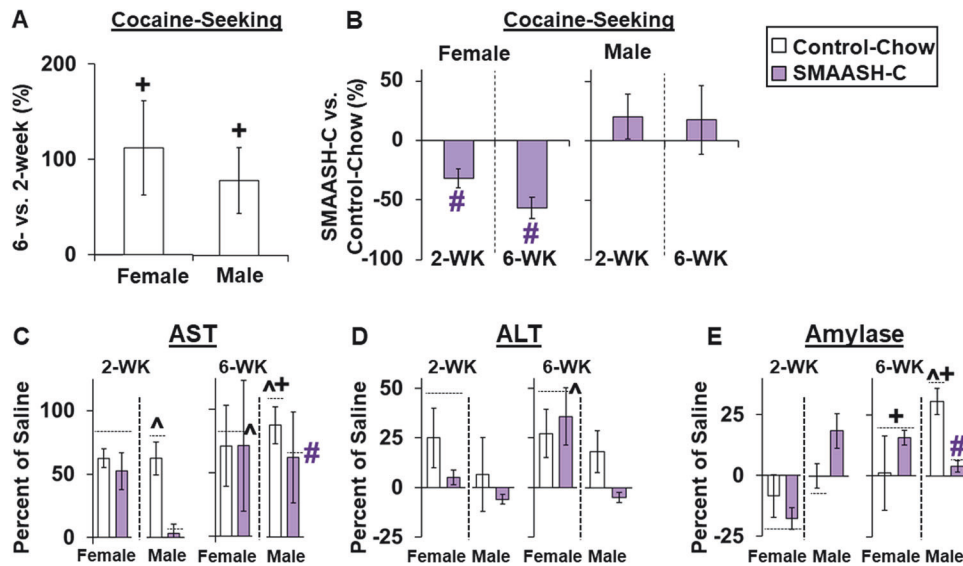 A
Cocaine-Seeking
6- vs. 2-week (%)
200
100
0
+
+
Female
Male
B
Cocaine-Seeking
Female
Male
SMAASH-C vs.
Control-Chow (%)
50
0
-50
-100
#
#
2-WK
6-WK
2-WK
6-WK
Control-Chow
SMAASH-C
C
AST
2-WK
6-WK
Percent of Saline
100
50
0
^
^
^+
#
Female
Male
Female
Male
D
ALT
2-WK
6-WK
Percent of Saline
50
25
0
-25
^
Female
Male
Female
Male
E
Amylase
2-WK
6-WK
Percent of Saline
25
0
-25
+
^+
#
Female
Male
Female
Male